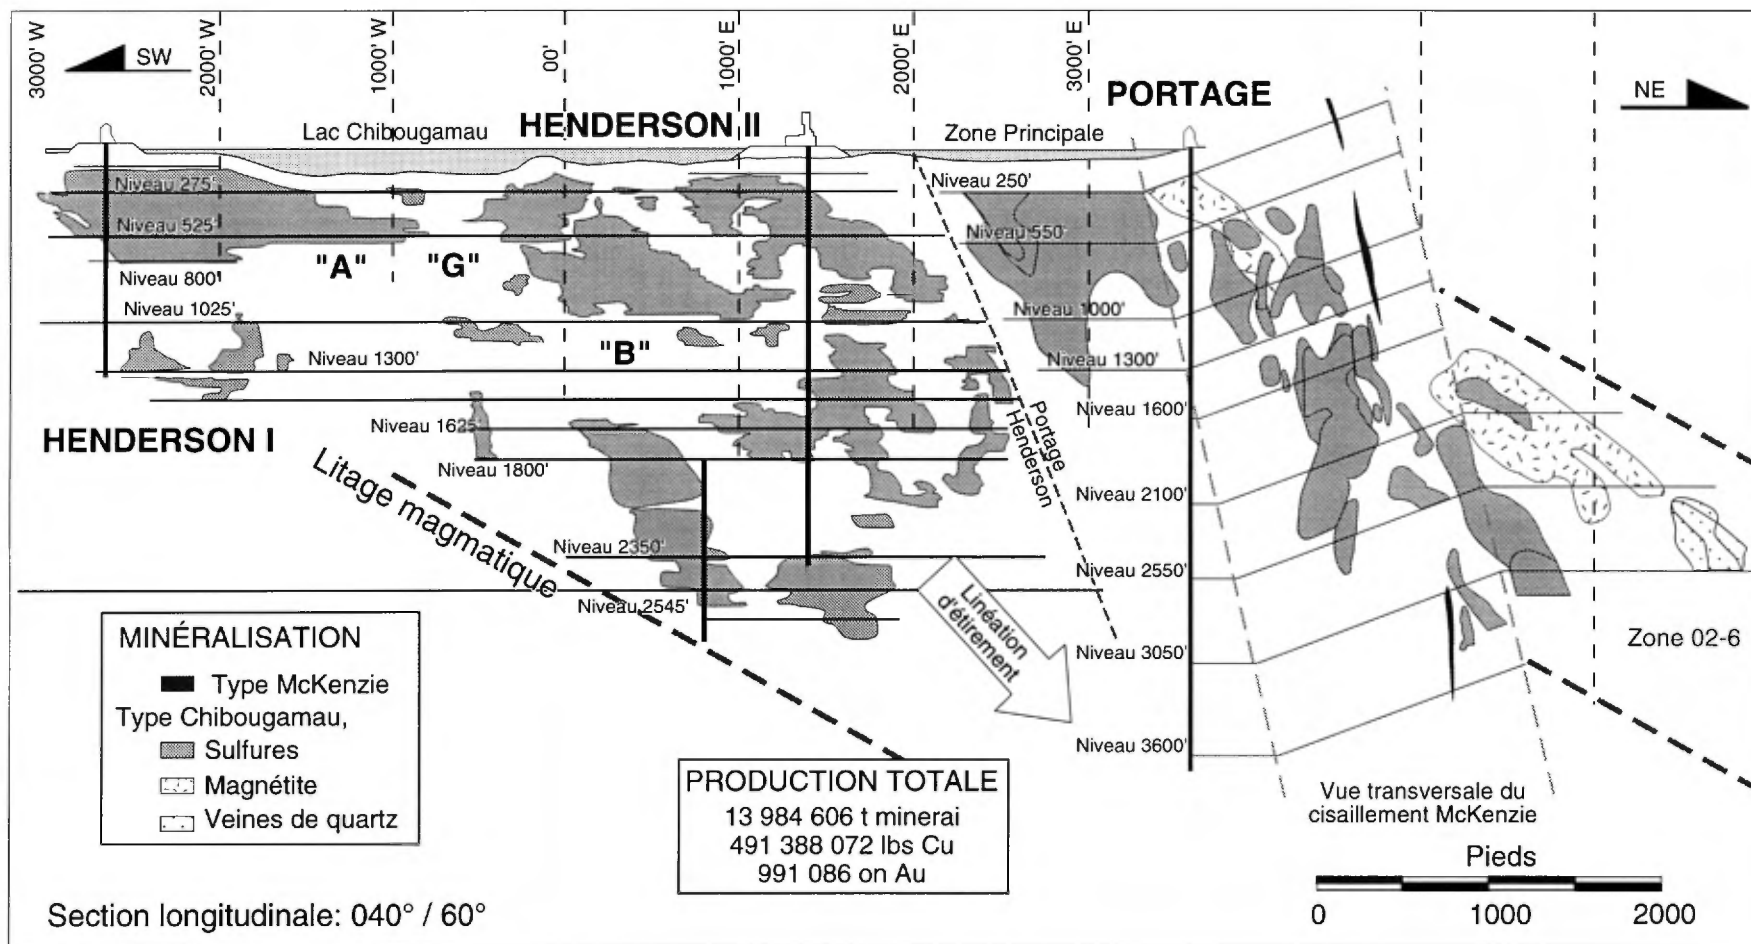 3000' W
2000' W
1000' W
00'
1000' E
2000' E
3000' E
SW
NE
PORTAGE
Lac Chibougamau
HENDERSON II
Zone Principale
Niveau 275'
Niveau 250'
Niveau 525'
Niveau 550'
"A"
"G"
Niveau 800'
Niveau 1025'
Niveau 1000'
"B"
Niveau 1300'
Niveau 1300'
Niveau 1600'
Portage
Henderson
Niveau 1625'
HENDERSON I
Niveau 1800'
Litage magmatique
Niveau 2100'
Niveau 2350'
Niveau 2550'
Niveau 2545'
Linéation
d'étirement
Zone 02-6
Niveau 3050'
Niveau 3600'
MINÉRALISATION
Type McKenzie
Type Chibougamau,
Sulfures
Magnétite
Veines de quartz
PRODUCTION TOTALE
13 984 606 t minerai
491 388 072 lbs Cu
991 086 on Au
Vue transversale du
cisaillement McKenzie
Pieds
0 1000 2000
Section longitudinale: 040° / 60°